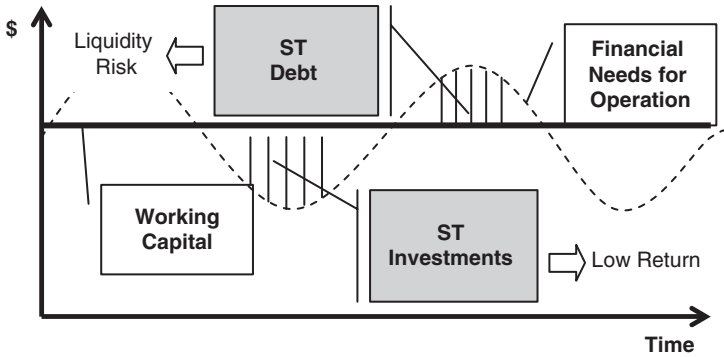 $
Liquidity
Risk
ST
Debt
Financial
Needs for
Operation
Working
Capital
ST
Investments
Low Return
Time